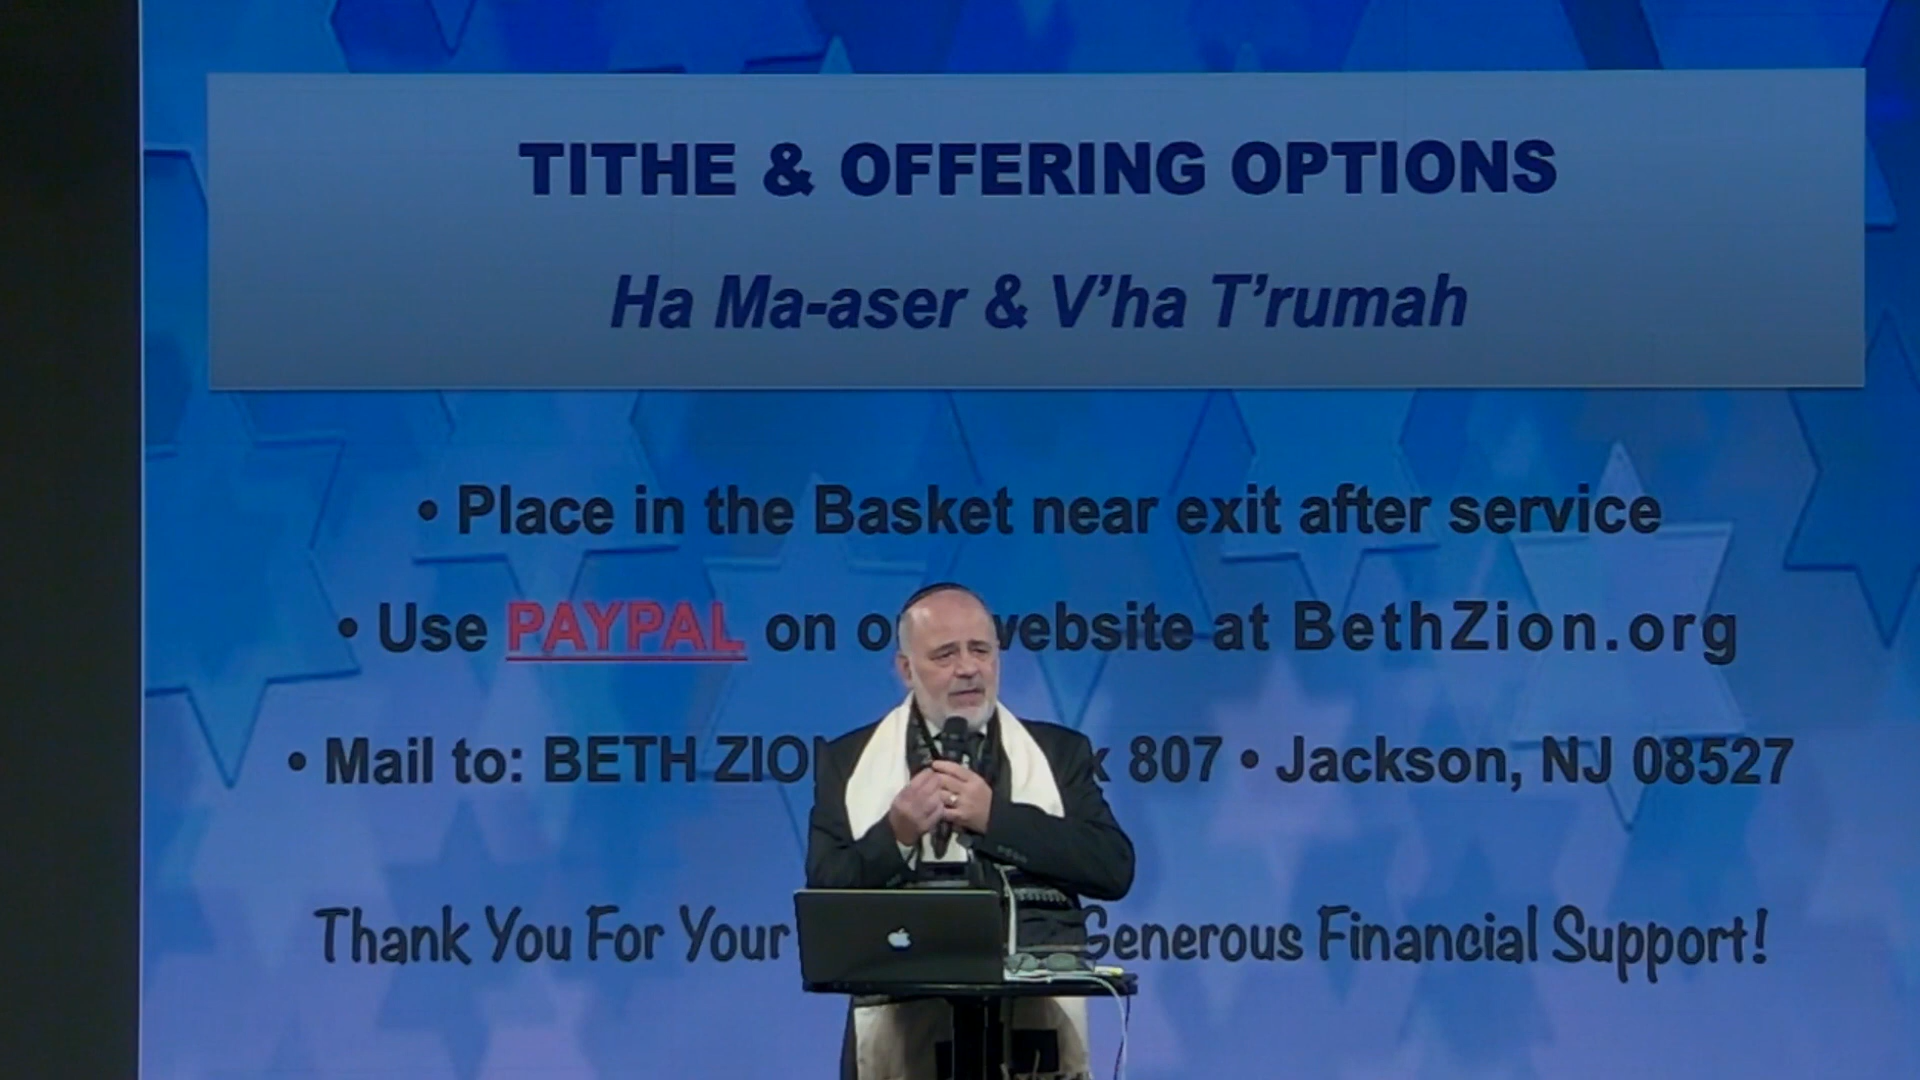 TITHE & OFFERING OPTIONS
Ha Ma-aser & V'ha T'rumah
• Place in the Basket near exit after service
• Use PAYPAL on website at BethZion.org
• Mail to: BETH ZION 807 • Jackson, NJ 08527
Thank You For Your Generous Financial Support!